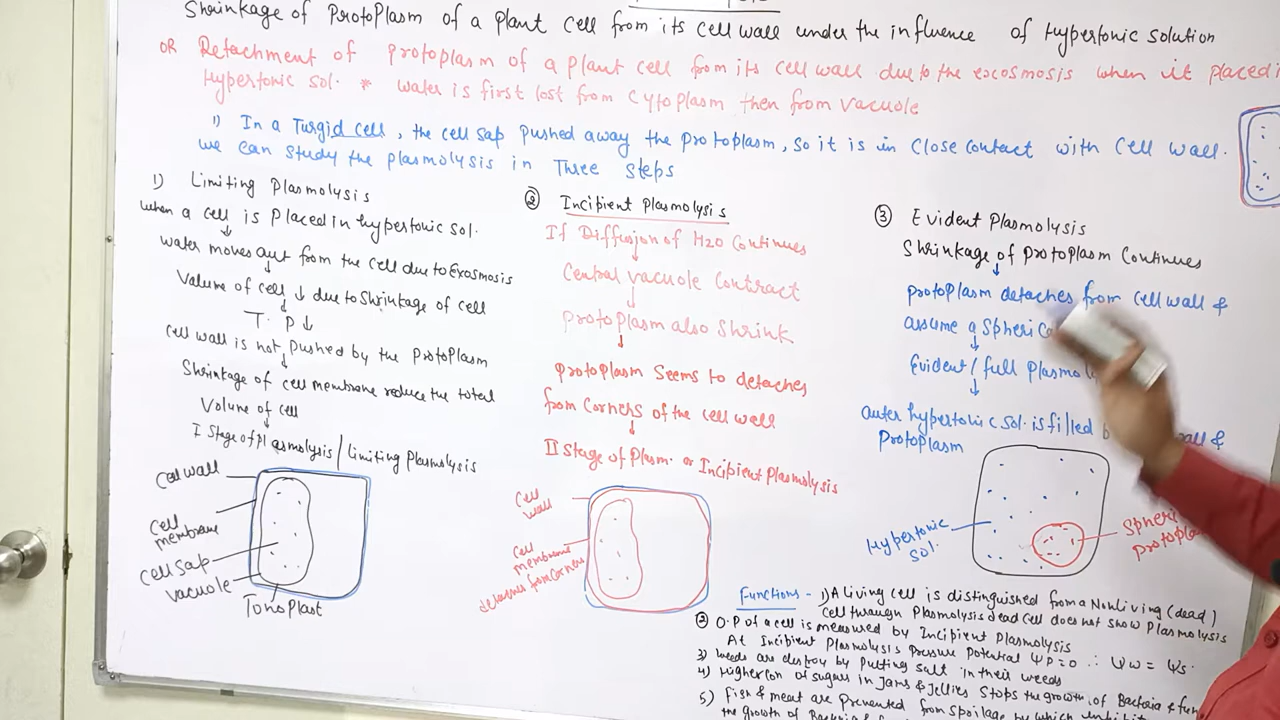 Shrinkage of Protoplasm of a plant cell from its cell wall under the influence of Hypertonic solution
OR Detachment of protoplasm of a plant cell from its cell wall due to the excosmosis when it placed i
Hypertonic sol. * water is first lost from Cytoplasm then from vacuole
1) In a Turgid cell, the cell sap pushed away the protoplasm, so it is in close contact with cell wall.
we can study the plasmolysis in Three steps
1) Limiting Plasmolysis
when a cell is placed in hypertonic sol.
↓
water moves out from the cell due to Exosmosis
↓
Volume of cell ↓ due to shrinkage of cell
↓
T. P ↓
cell wall is not pushed by the protoplasm
↓
Shrinkage of cell membrane reduce the total
Volume of cell
↓
I Stage of plasmolysis / Limiting Plasmolysis
Cell wall
Cell
membrane
Cell sap
Vacuole
Tonoplast
② Incipient Plasmolysis
If Diffusion of H2O Continues
↓
Central vacuole Contract
↓
Protoplasm also Shrink
↓
Protoplasm Seems to detaches
from corners of the cell wall
↓
II Stage of Plasm. or Incipient Plasmolysis
Cell
wall
Cell
membrane
detaches from corners
③ Evident Plasmolysis
Shrinkage of protoplasm Continues
↓
Protoplasm detaches from cell wall &
assume a Spheric
↓
Evident / full Plasmol
↓
outer hypertonic sol. is filled b wall &
Protoplasm
Hypertonic
sol.
Spheri
protopla
Functions - 1) A Living cell is distinguished from a NonLiving (dead)
cell through Plasmolysis dead cell does not show plasmolysis
② O.P of a cell is measured by Incipient Plasmolysis
At Incipient Plasmolysis pressure potential Ψp=0 ∴ Ψw = Ψs.
3) weeds are destroy by putting salt in their weeds
4) Higher con of sugars in Jams & Jellies Stops the growth of Bacteria & fun
5) Fish & meat are prevented from spoilage by which inhibit
the growth of